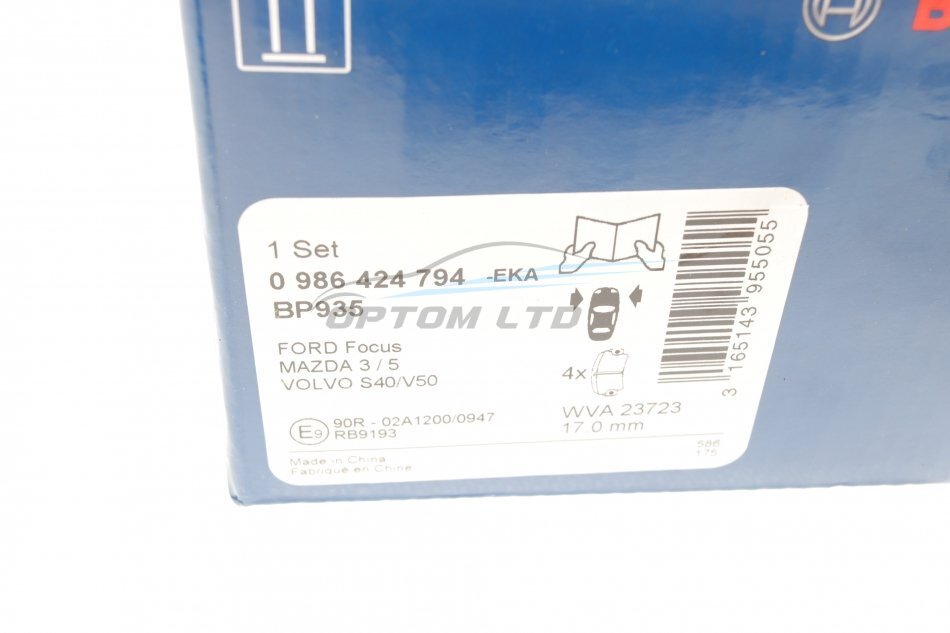 1 Set
0 986 424 794 -EKA
BP935
OPTOM LTD
FORD Focus
MAZDA 3 / 5
VOLVO S40/V50
4x
WVA 23723
17.0 mm
E9
90R - 02A1200/0947
RB9193
Made in China
Fabriqué en Chine
586
175
3 165143 955055